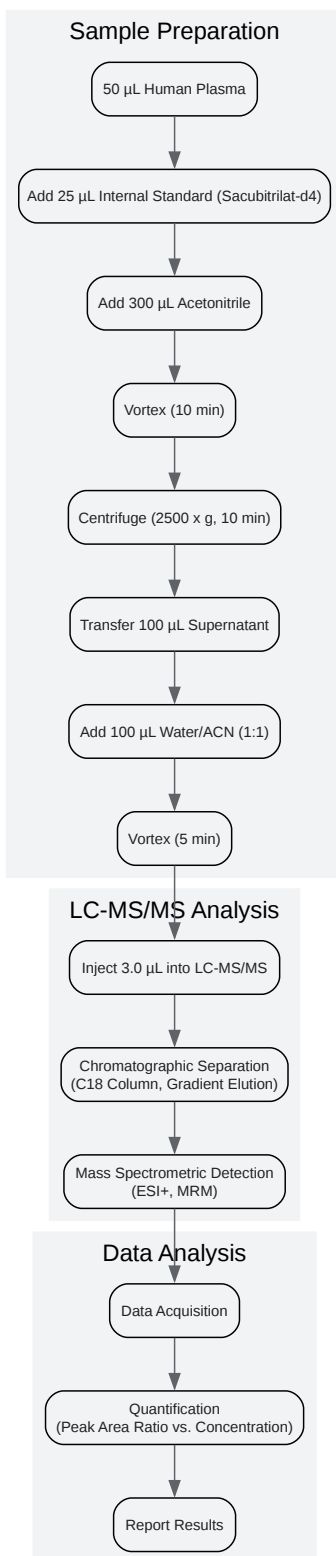 Sample Preparation
50 µL Human Plasma
Add 25 µL Internal Standard (Sacubitrilat-d4)
Add 300 µL Acetonitrile
Vortex (10 min)
Centrifuge (2500 x g, 10 min)
Transfer 100 µL Supernatant
Add 100 µL Water/ACN (1:1)
Vortex (5 min)
LC-MS/MS Analysis
Inject 3.0 µL into LC-MS/MS
Chromatographic Separation
(C18 Column, Gradient Elution)
Mass Spectrometric Detection
(ESI+, MRM)
Data Analysis
Data Acquisition
Quantification
(Peak Area Ratio vs. Concentration)
Report Results